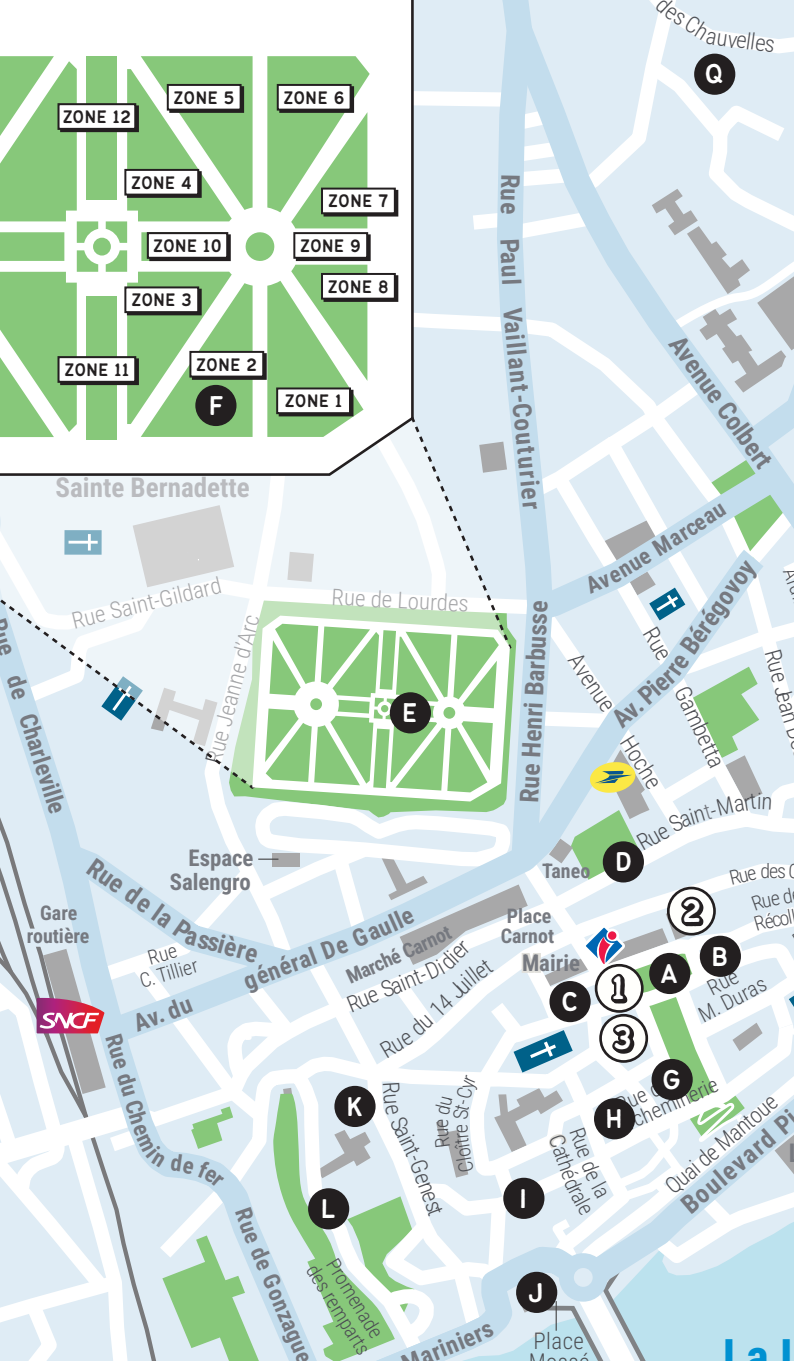 des Chauvelles
Q
ZONE 5
ZONE 6
ZONE 12
ZONE 4
ZONE 7
ZONE 10
ZONE 9
ZONE 3
ZONE 8
ZONE 11
ZONE 2
F
ZONE 1
Rue Paul Vaillant-Couturier
Avenue Colbert
Sainte Bernadette
Avenue Marceau
Rue Saint-Gildard
Rue de Lourdes
Rue Jeanne d'Arc
Rue Henri Barbusse
E
Av. Pierre Bérégovoy
Rue
Gambetta
Avenue
Hoche
Rue de Charleville
Rue Saint-Martin
Espace
Salengro
Taneo
D
Rue de la Passière
Gare
routière
Rue
C. Tillier
Av. du
général De Gaulle
Marché Carnot
Rue Saint-Didier
Rue du 14 Juillet
Place
Carnot
Mairie
2
B
A
1
C
3
Rue
M. Duras
SNCF
Rue du Chemin de fer
K
Rue Saint-Genest
Rue du
Cloître St-Cyr
G
H
Rue de la
Cathédrale
Quai de Mantoue
I
L
Rue de Gonzague
Promenade
des remparts
J
Mariniers
Place